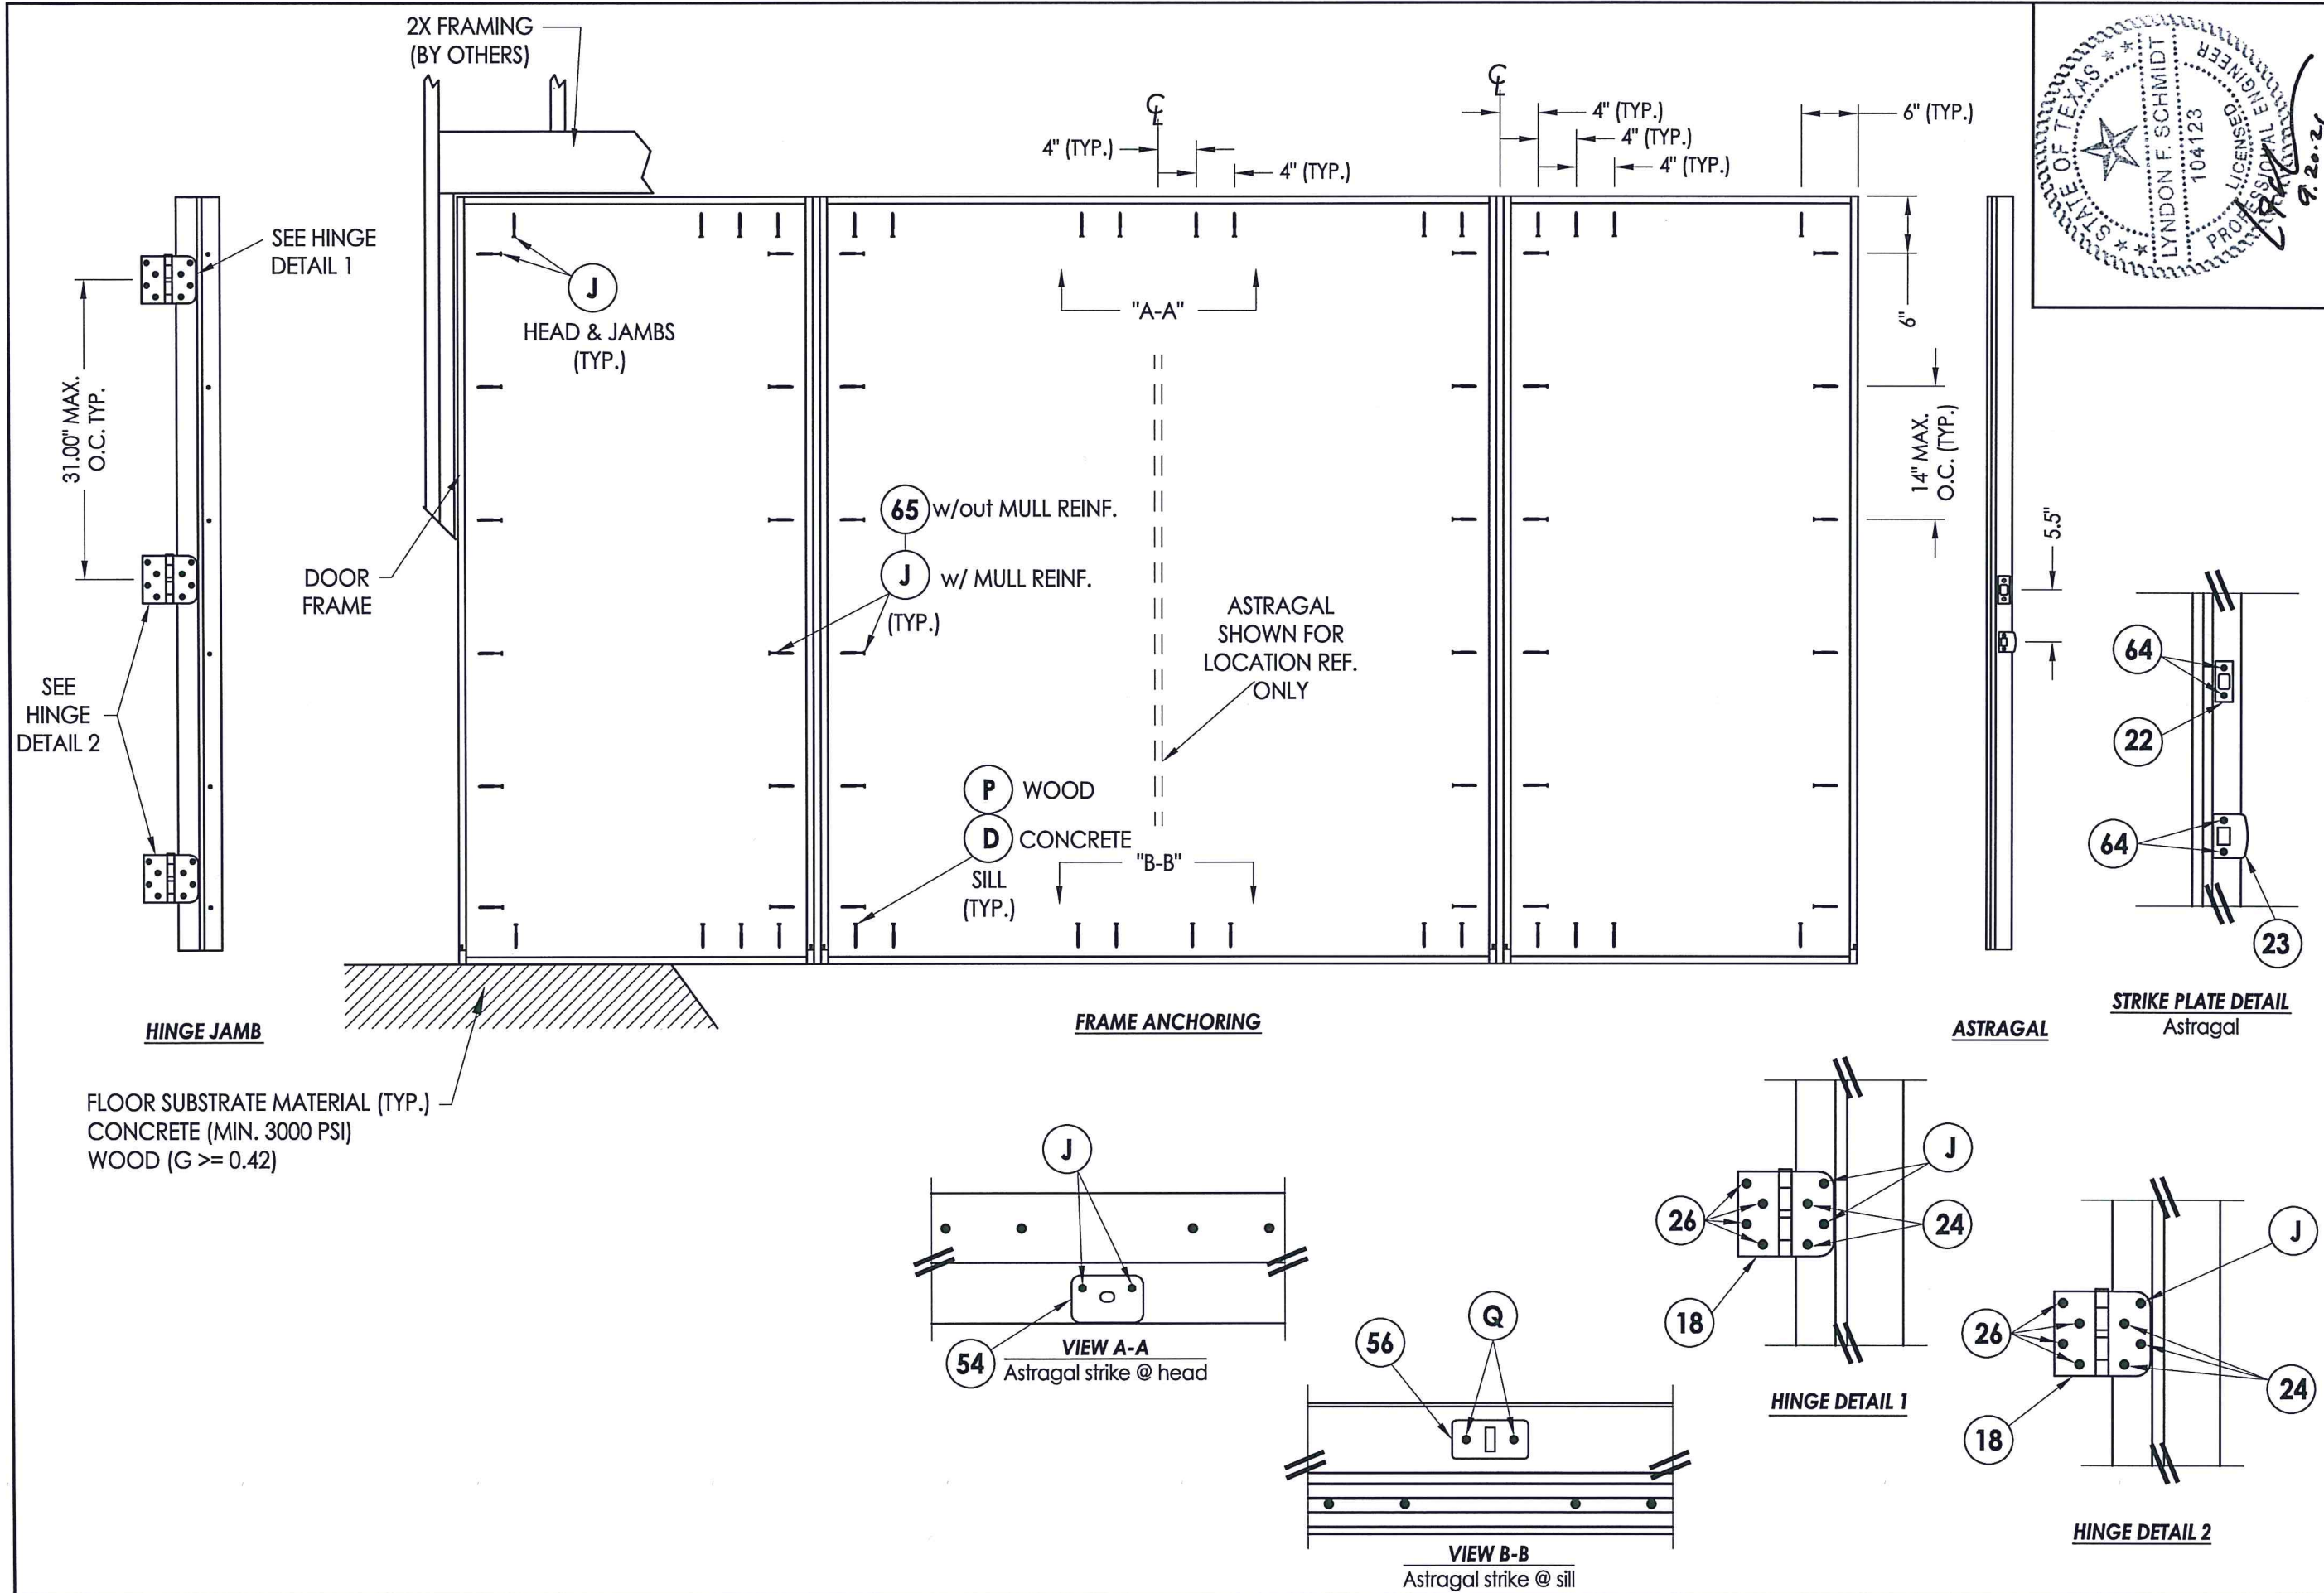 2X FRAMING
(BY OTHERS)
STATE OF TEXAS
LYNDON F. SCHMIDT
104123
LICENSED
PROFESSIONAL ENGINEER
SEE HINGE
DETAIL 1
31.00" MAX.
O.C. TYP.
SEE
HINGE
DETAIL 2
HINGE JAMB
℄
4" (TYP.)
4" (TYP.)
℄
4" (TYP.)
4" (TYP.)
4" (TYP.)
6" (TYP.)
J
HEAD & JAMBS
(TYP.)
"A-A"
6"
14" MAX.
O.C. (TYP.)
65 w/out MULL REINF.
J w/ MULL REINF.
(TYP.)
DOOR
FRAME
ASTRAGAL
SHOWN FOR
LOCATION REF.
ONLY
P WOOD
D CONCRETE
SILL
(TYP.)
"B-B"
FRAME ANCHORING
5.5"
ASTRAGAL
64
22
64
23
STRIKE PLATE DETAIL
Astragal
FLOOR SUBSTRATE MATERIAL (TYP.)
CONCRETE (MIN. 3000 PSI)
WOOD (G >= 0.42)
J
54
VIEW A-A
Astragal strike @ head
56
Q
VIEW B-B
Astragal strike @ sill
J
26
24
18
HINGE DETAIL 1
J
26
24
18
HINGE DETAIL 2